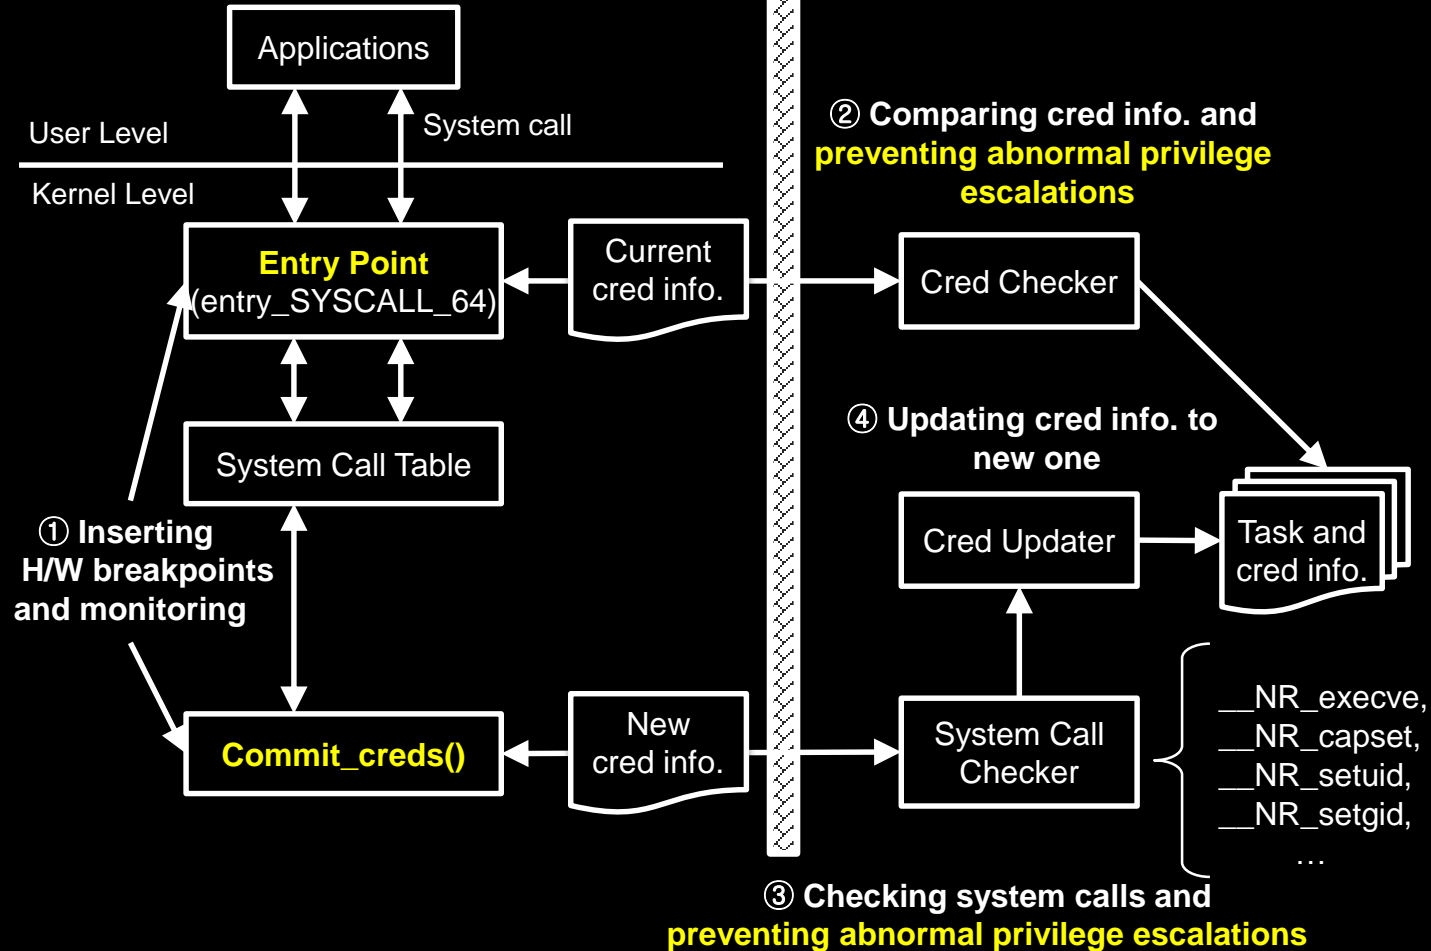 Applications
User Level
System call
Kernel Level
Entry Point
(entry_SYSCALL_64)
Current
cred info.
System Call Table
① Inserting
H/W breakpoints
and monitoring
Commit_creds()
New
cred info.
② Comparing cred info. and
preventing abnormal privilege
escalations
Cred Checker
④ Updating cred info. to
new one
Cred Updater
Task and
cred info.
System Call
Checker
__NR_execve,
__NR_capset,
__NR_setuid,
__NR_setgid,
…
③ Checking system calls and
preventing abnormal privilege escalations